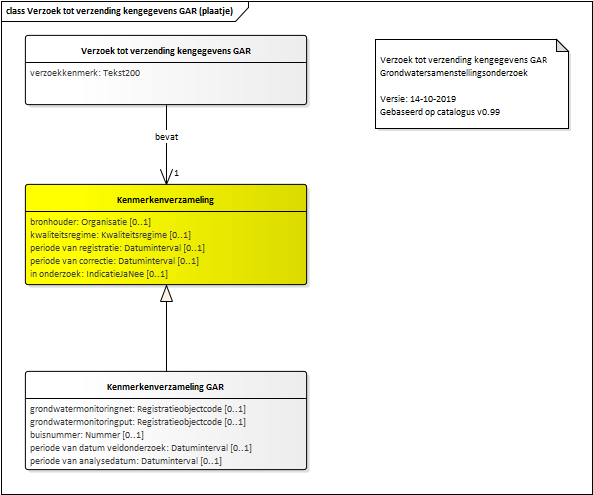 class Verzoek tot verzending kengegevens GAR (plaatje)
Verzoek tot verzending kengegevens GAR
verzoekkenmerk: Tekst200
Verzoek tot verzending kengegevens GAR
Grondwatersamenstellingsonderzoek
Versie: 14-10-2019
Gebaseerd op catalogus v0.99
bevat
1
Kenmerkenverzameling
bronhouder: Organisatie [0..1]
kwaliteitsregime: Kwaliteitsregime [0..1]
periode van registratie: Datuminterval [0..1]
periode van correctie: Datuminterval [0..1]
in onderzoek: IndicatieJaNee [0..1]
Kenmerkenverzameling GAR
grondwatermonitoringnet: Registratieobjectcode [0..1]
grondwatermonitoringput: Registratieobjectcode [0..1]
buisnummer: Nummer [0..1]
periode van datum veldonderzoek: Datuminterval [0..1]
periode van analysedatum: Datuminterval [0..1]